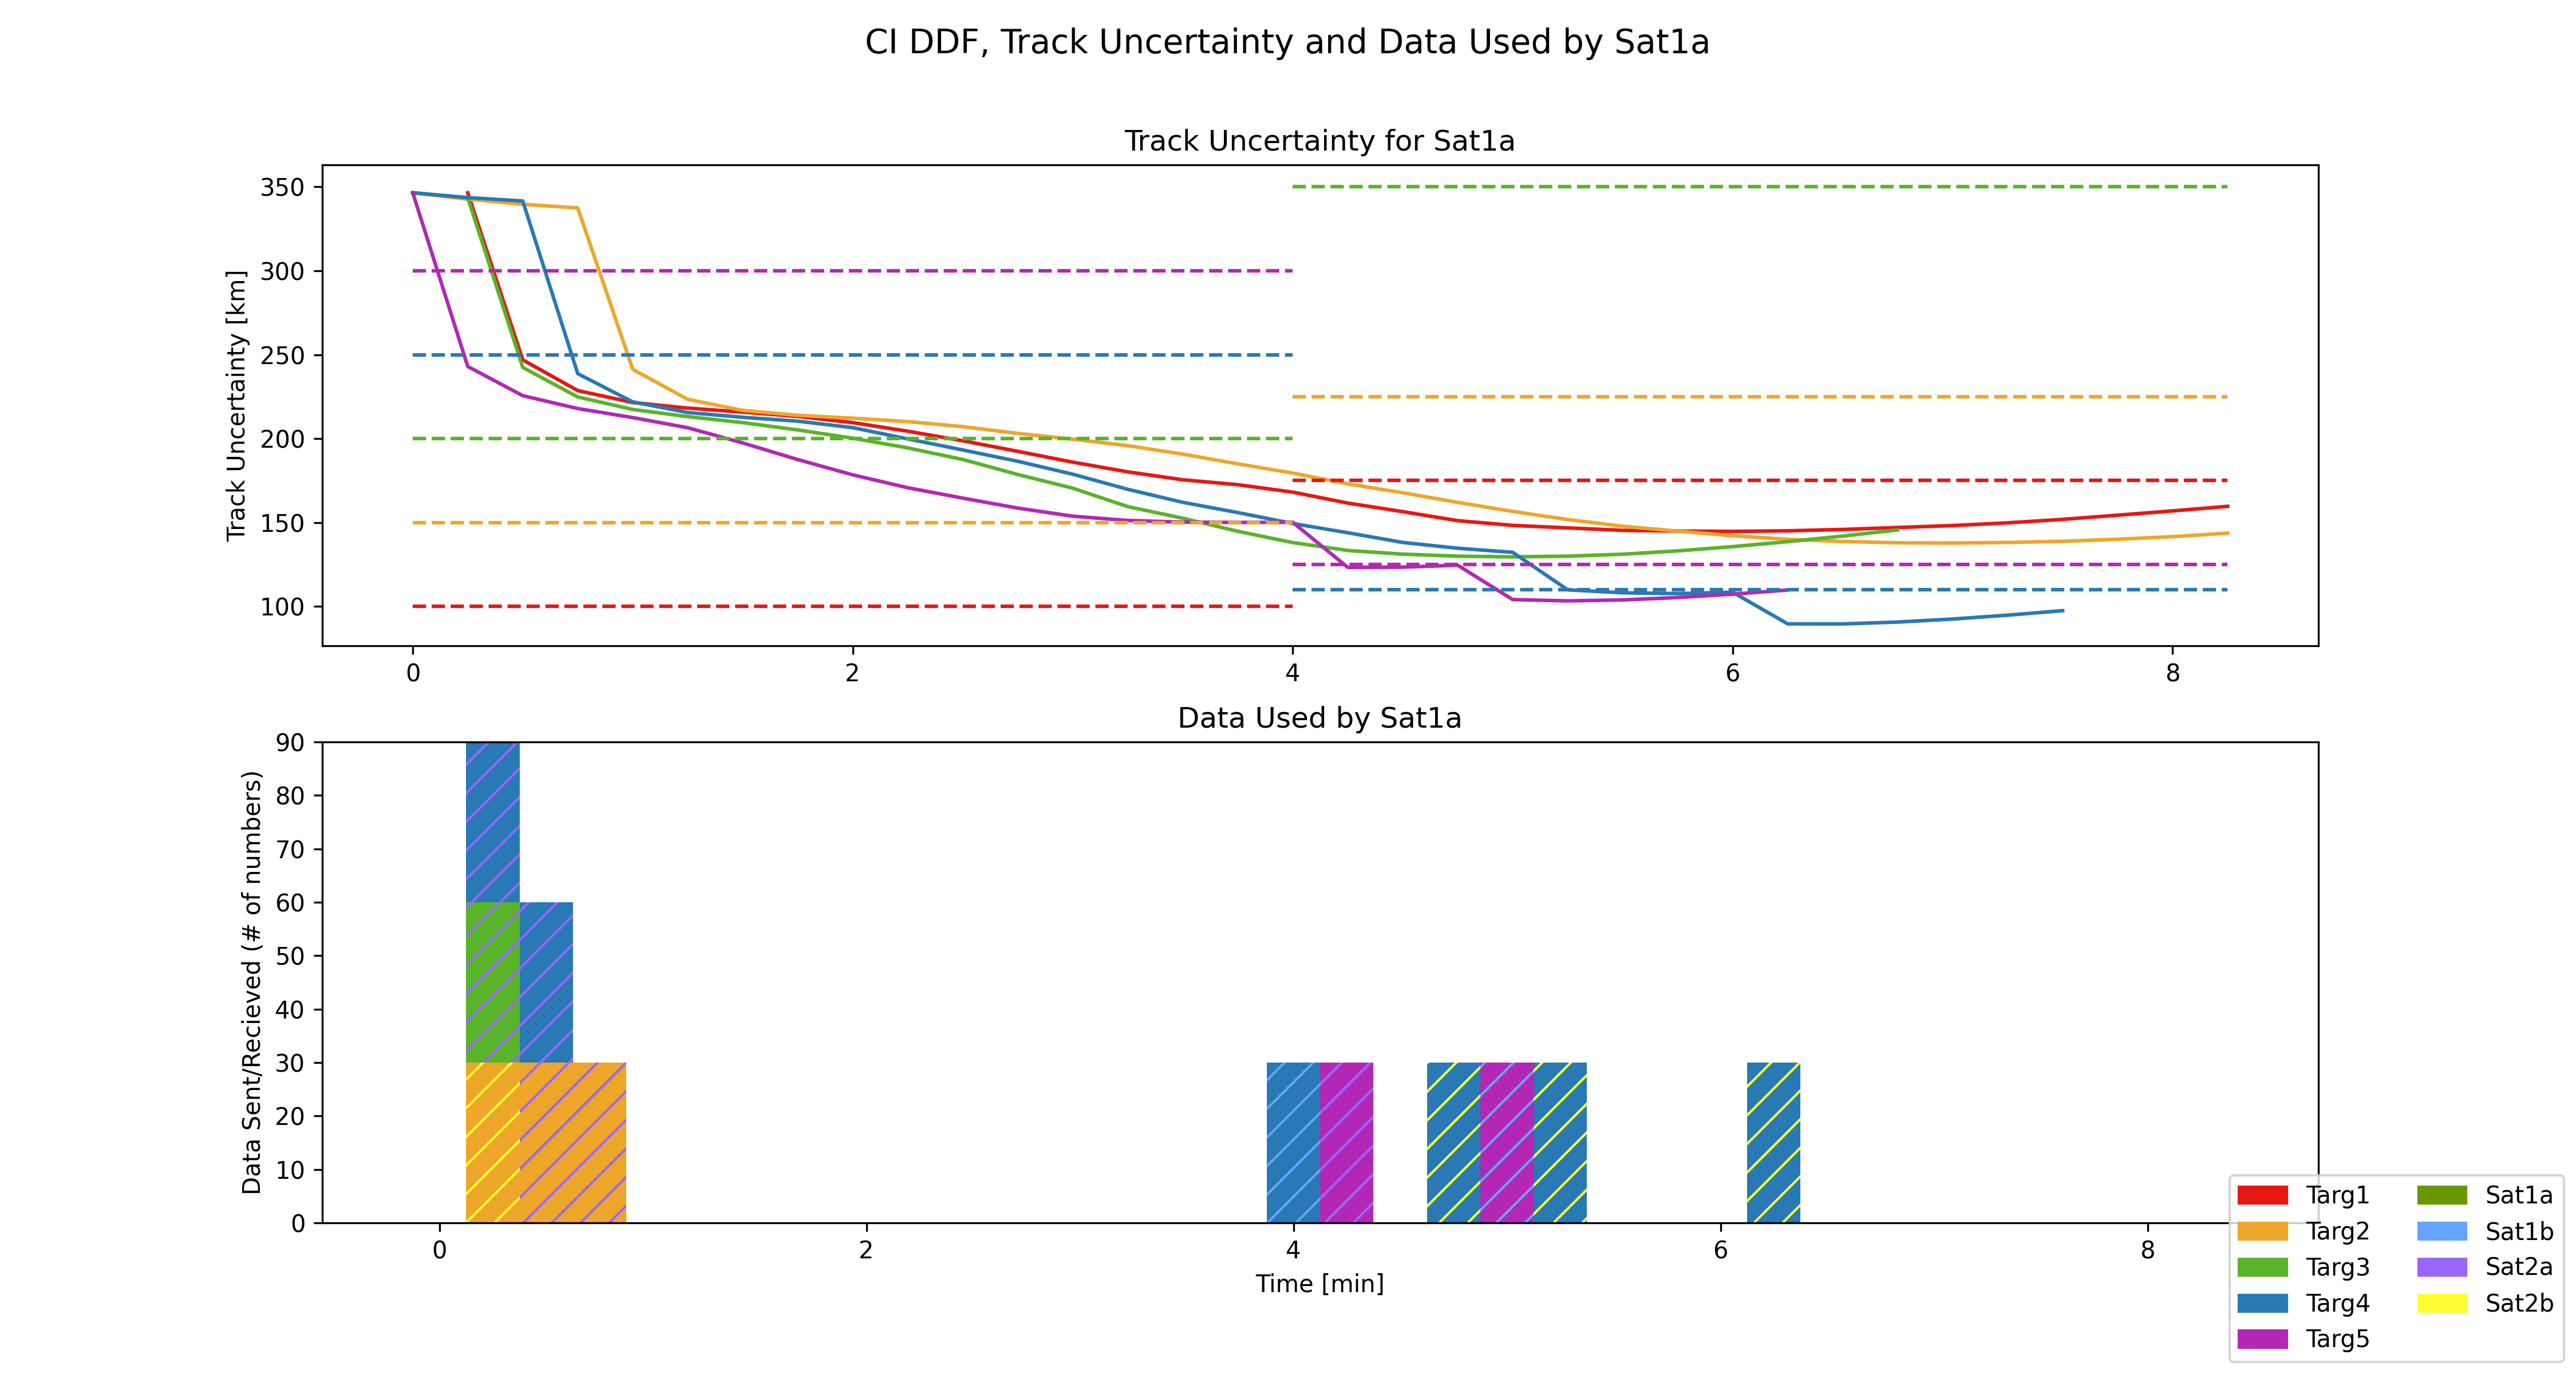 CI DDF, Track Uncertainty and Data Used by Sat1a
Track Uncertainty for Sat1a
Track Uncertainty [km]
350
300
250
200
150
100
0 2 4 6 8
Data Used by Sat1a
Data Sent/Recieved (# of numbers)
90
80
70
60
50
40
30
20
10
0
0 2 4 6 8
Time [min]
Targ1 Sat1a
Targ2 Sat1b
Targ3 Sat2a
Targ4 Sat2b
Targ5